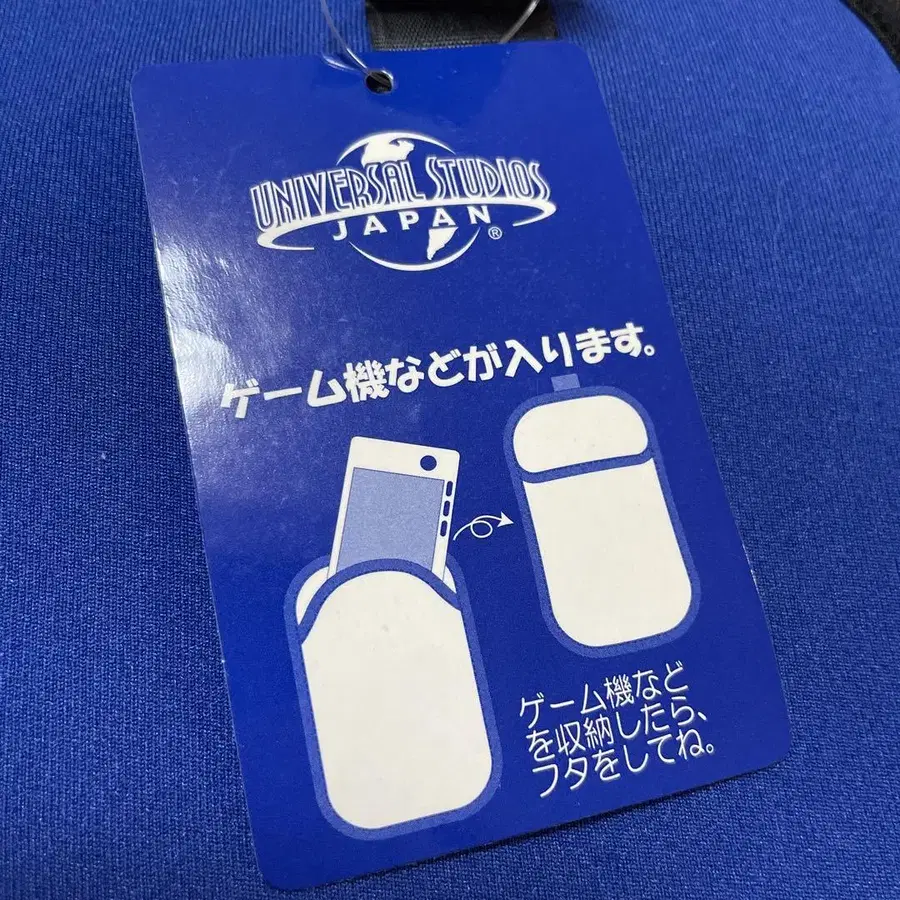 UNIVERSAL STUDIOS
JAPAN ®
ゲーム機などが入ります。
ゲーム機など
を収納したら、
フタをしてね。